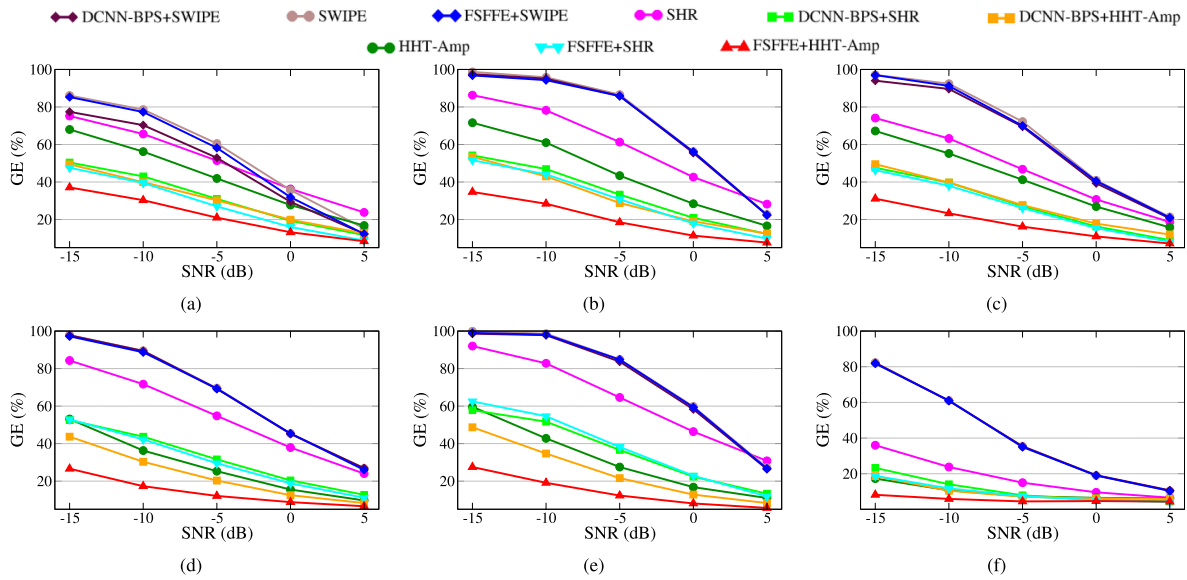 DCNN-BPS+SWIPE SWIPE FSFFE+SWIPE SHR DCNN-BPS+SHR DCNN-BPS+HHT-Amp
HHT-Amp FSFFE+SHR FSFFE+HHT-Amp
100 80 60 40 20
GE (%)
-15 -10 -5 0 5
SNR (dB)
(a)
100 80 60 40 20
GE (%)
-15 -10 -5 0 5
SNR (dB)
(b)
100 80 60 40 20
GE (%)
-15 -10 -5 0 5
SNR (dB)
(c)
100 80 60 40 20
GE (%)
-15 -10 -5 0 5
SNR (dB)
(d)
100 80 60 40 20
GE (%)
-15 -10 -5 0 5
SNR (dB)
(e)
100 80 60 40 20
GE (%)
-15 -10 -5 0 5
SNR (dB)
(f)